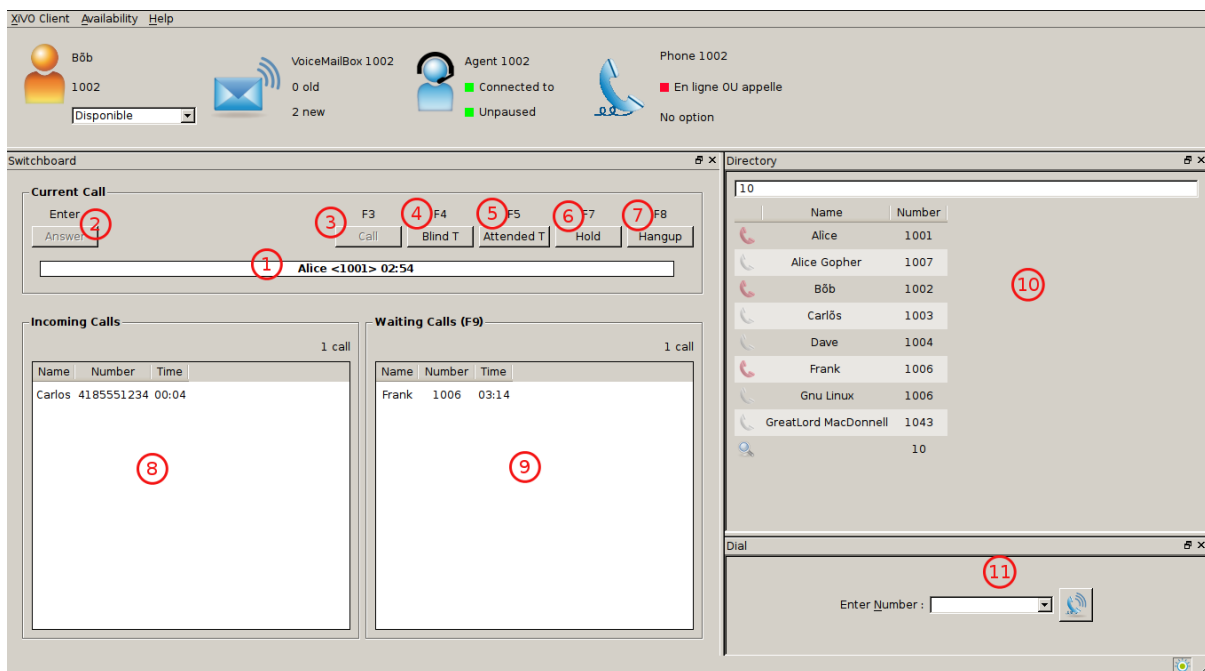 XiVO Client Availability Help
Bõb
1002
Disponible
VoiceMailBox 1002
0 old
2 new
Agent 1002
Connected to
Unpaused
Phone 1002
En ligne OU appelle
No option
Switchboard
Current Call
Enter F3 F4 F5 F7 F8
2 3 4 5 6 7
Answer Call Blind T Attended T Hold Hangup
1
Alice <1001> 02:54
Incoming Calls
1 call
Name Number Time
Carlos 4185551234 00:04
8
Waiting Calls (F9)
1 call
Name Number Time
Frank 1006 03:14
9
Directory
10
Name Number
Alice 1001
Alice Gopher 1007
Bõb 1002
Carlõs 1003
Dave 1004
Frank 1006
Gnu Linux 1006
GreatLord MacDonnell 1043
10
10
Dial
11
Enter Number :